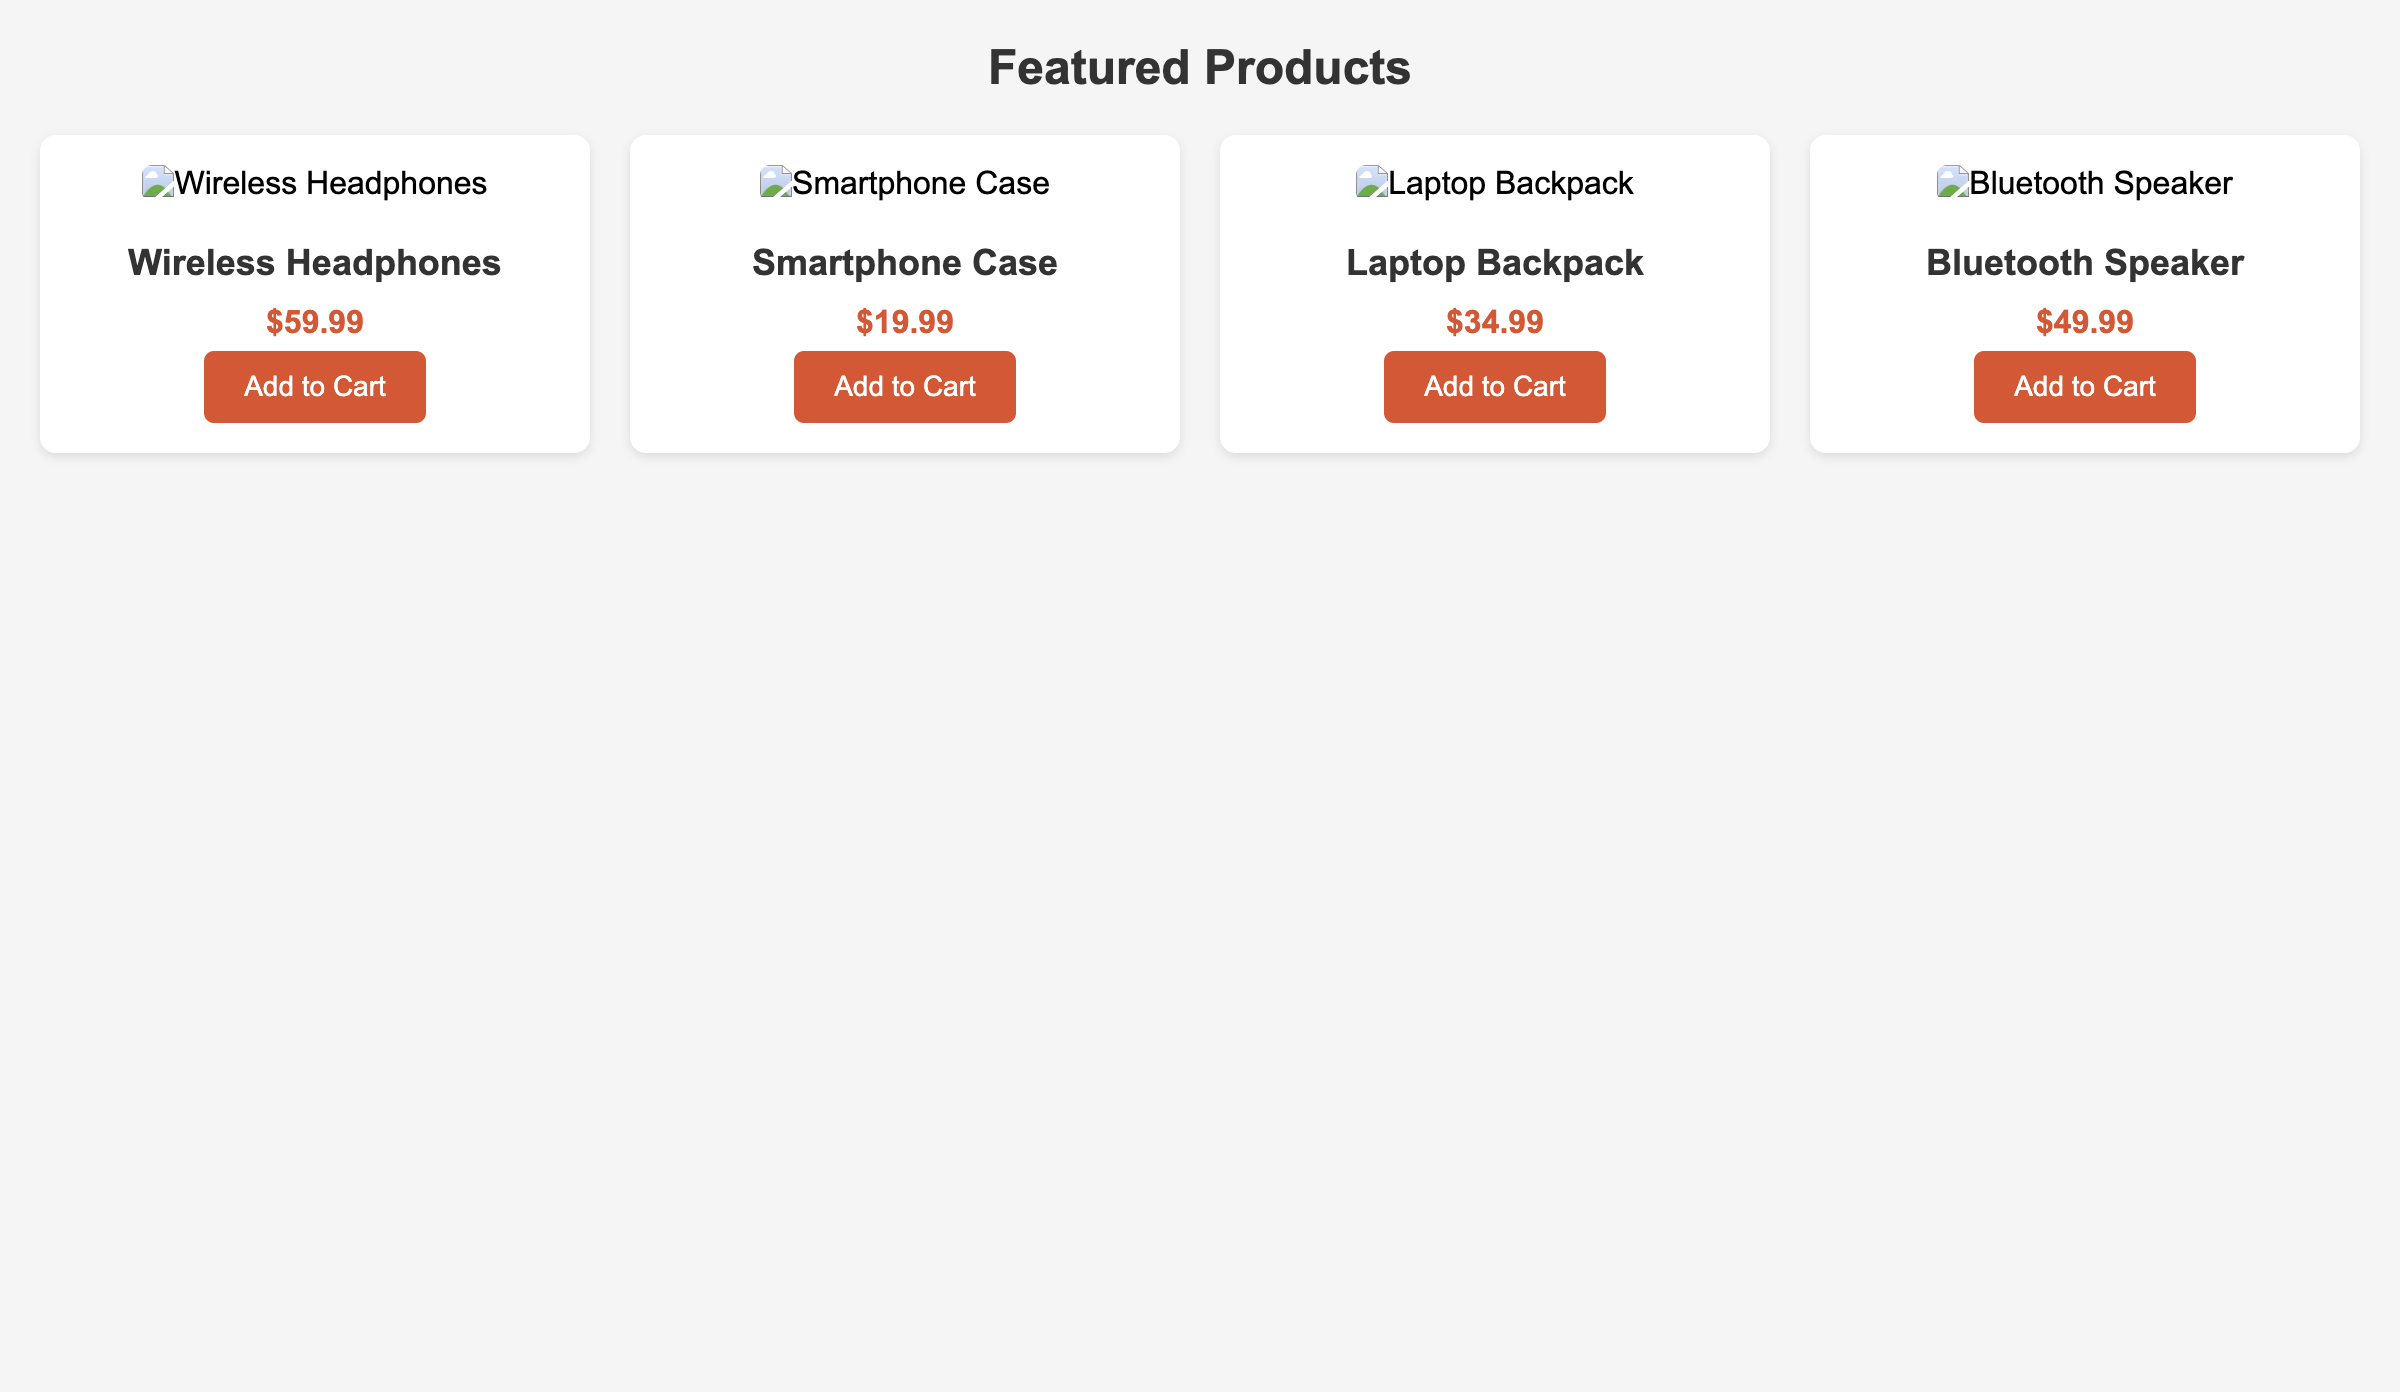 Featured Products
Wireless Headphones
Wireless Headphones
$59.99
Add to Cart
Smartphone Case
Smartphone Case
$19.99
Add to Cart
Laptop Backpack
Laptop Backpack
$34.99
Add to Cart
Bluetooth Speaker
Bluetooth Speaker
$49.99
Add to Cart